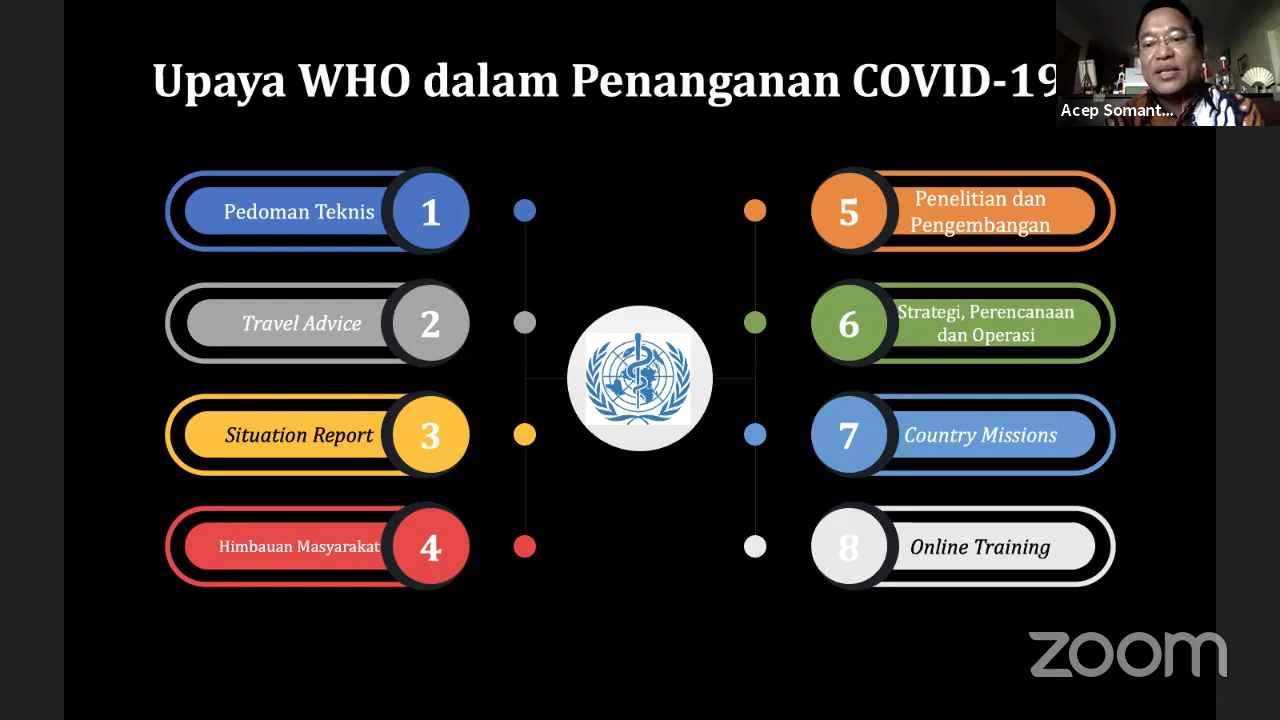 Upaya WHO dalam Penanganan COVID-19
Acep Somant...
Pedoman Teknis
1
Travel Advice
2
Situation Report
3
Himbauan Masyarakat
4
5
Penelitian dan
Pengembangan
6
Strategi, Perencanaan
dan Operasi
7
Country Missions
8
Online Training
zoom